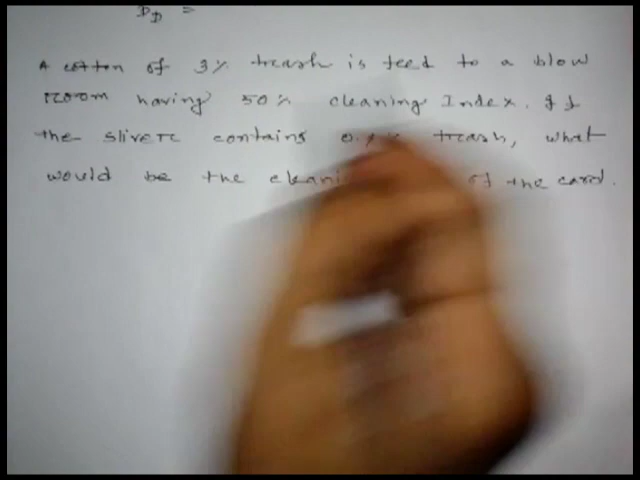 D_D =
A cotton of 3% trash is feed to a blow
room having 50% cleaning Index. If
the sliver contains trash, what
would be the of the card.